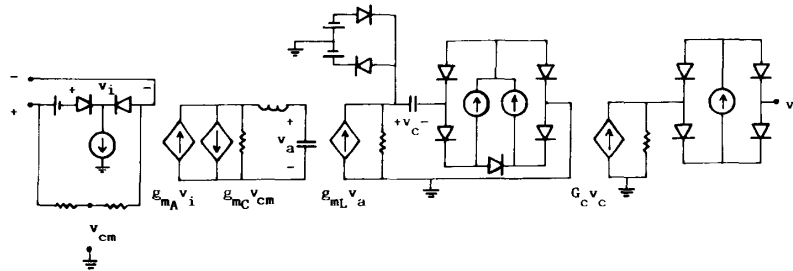 −
+
+ v_i −
v_cm
g_mA v_i
g_mC v_cm
+
v_a
−
g_mL v_a
+v_c−
G_c v_c
v